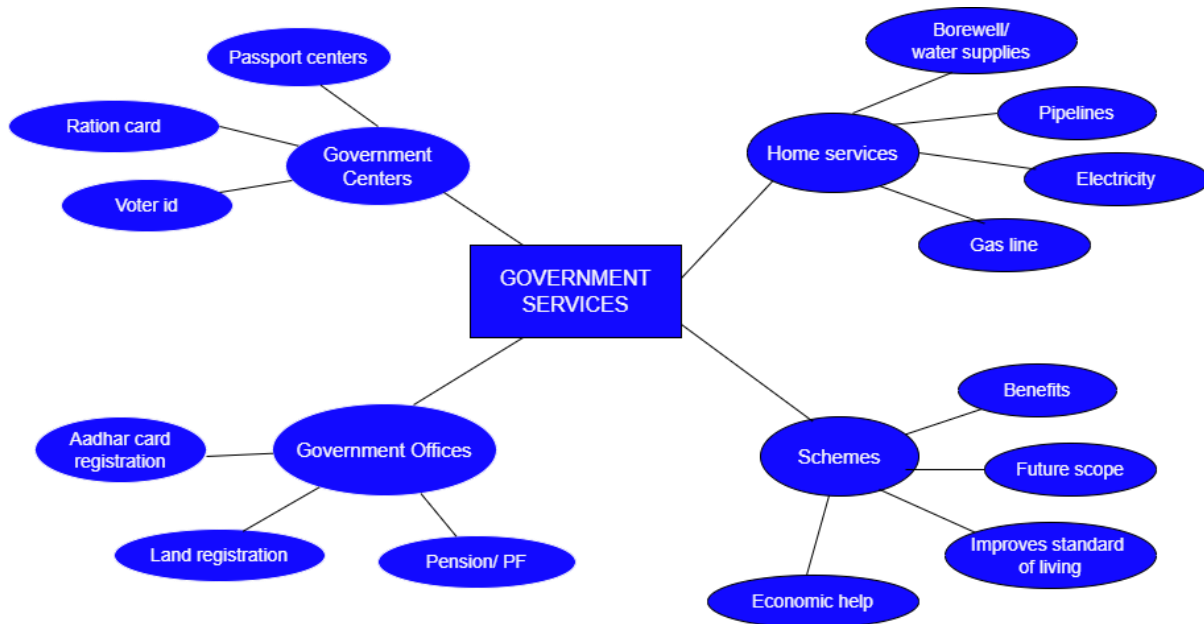 Passport centers
Ration card
Voter id
Government
Centers
Borewell/
water supplies
Pipelines
Home services
Electricity
Gas line
GOVERNMENT
SERVICES
Aadhar card
registration
Government Offices
Land registration
Pension/ PF
Benefits
Schemes
Future scope
Improves standard
of living
Economic help